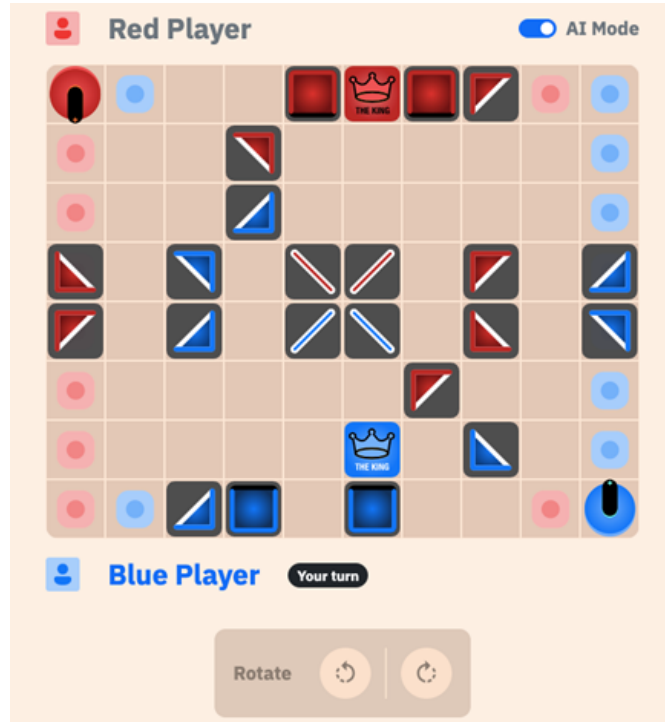 Red Player
AI Mode
THE KING
THE KING
Blue Player
Your turn
Rotate